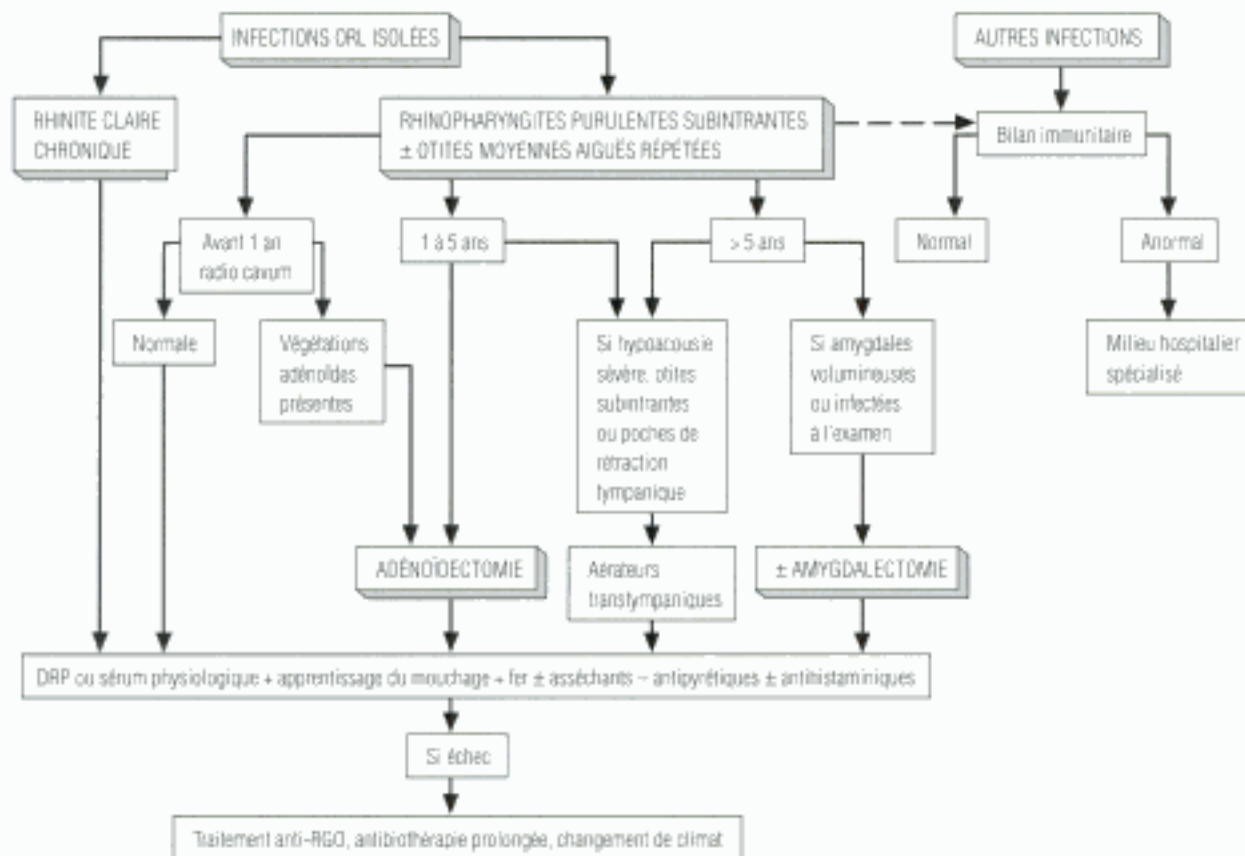 INFECTIONS ORL ISOLÉES
AUTRES INFECTIONS
RHINITE CLAIRE
CHRONIQUE
RHINOPHARYNGITES PURULENTES SUBINTRANTES
± OTITES MOYENNES AIGUËS RÉPÉTÉES
Bilan immunitaire
Avant 1 an
radio cavum
1 à 5 ans
> 5 ans
Normal
Anormal
Normale
Végétations
adénoïdes
présentes
Si hypoacousie
sévère, otites
subintrantes
ou poches de
rétraction
tympanique
Si amygdales
volumineuses
ou infectées
à l'examen
Milieu hospitalier
spécialisé
ADÉNOÏDECTOMIE
Aérateurs
transtympaniques
± AMYGDALECTOMIE
DRP ou sérum physiologique + apprentissage du mouchage + fer ± asséchants – antipyrétiques ± antihistaminiques
Si échec
Traitement anti-RGO, antibiothérapie prolongée, changement de climat